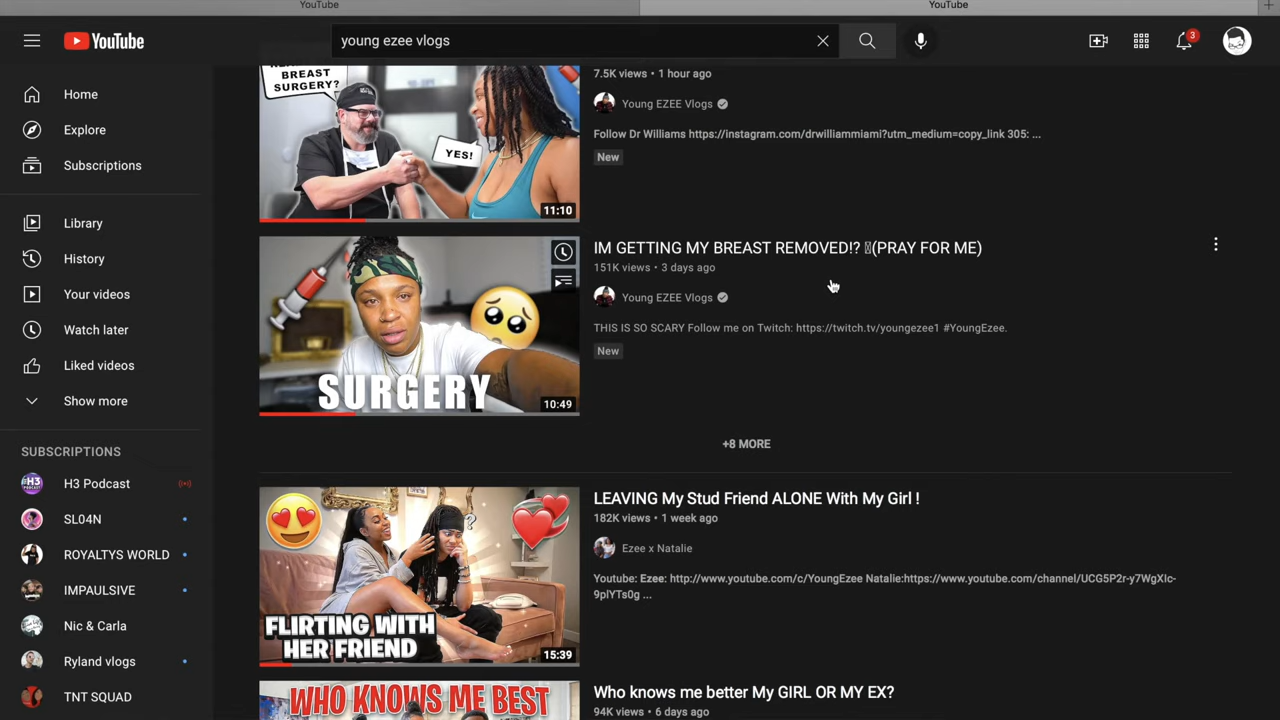 YouTube
YouTube
YouTube
young ezee vlogs
3
Home
Explore
Subscriptions
Library
History
Your videos
Watch later
Liked videos
Show more
SUBSCRIPTIONS
H3 Podcast
SL04N
ROYALTYS WORLD
IMPAULSIVE
Nic & Carla
Ryland vlogs
TNT SQUAD
BREAST
SURGERY?
YES!
11:10
7.5K views • 1 hour ago
Young EZEE Vlogs
Follow Dr Williams https://instagram.com/drwilliammiami?utm_medium=copy_link 305: ...
New
SURGERY
10:49
IM GETTING MY BREAST REMOVED!? (PRAY FOR ME)
151K views • 3 days ago
Young EZEE Vlogs
THIS IS SO SCARY Follow me on Twitch: https://twitch.tv/youngezee1 #YoungEzee.
New
+8 MORE
FLIRTING WITH
HER FRIEND
15:39
LEAVING My Stud Friend ALONE With My Girl !
182K views • 1 week ago
Ezee x Natalie
Youtube: Ezee: http://www.youtube.com/c/YoungEzee Natalie:https://www.youtube.com/channel/UCG5P2r-y7WgXIc-
9plYTs0g ...
WHO KNOWS ME BEST
Who knows me better My GIRL OR MY EX?
94K views • 6 days ago